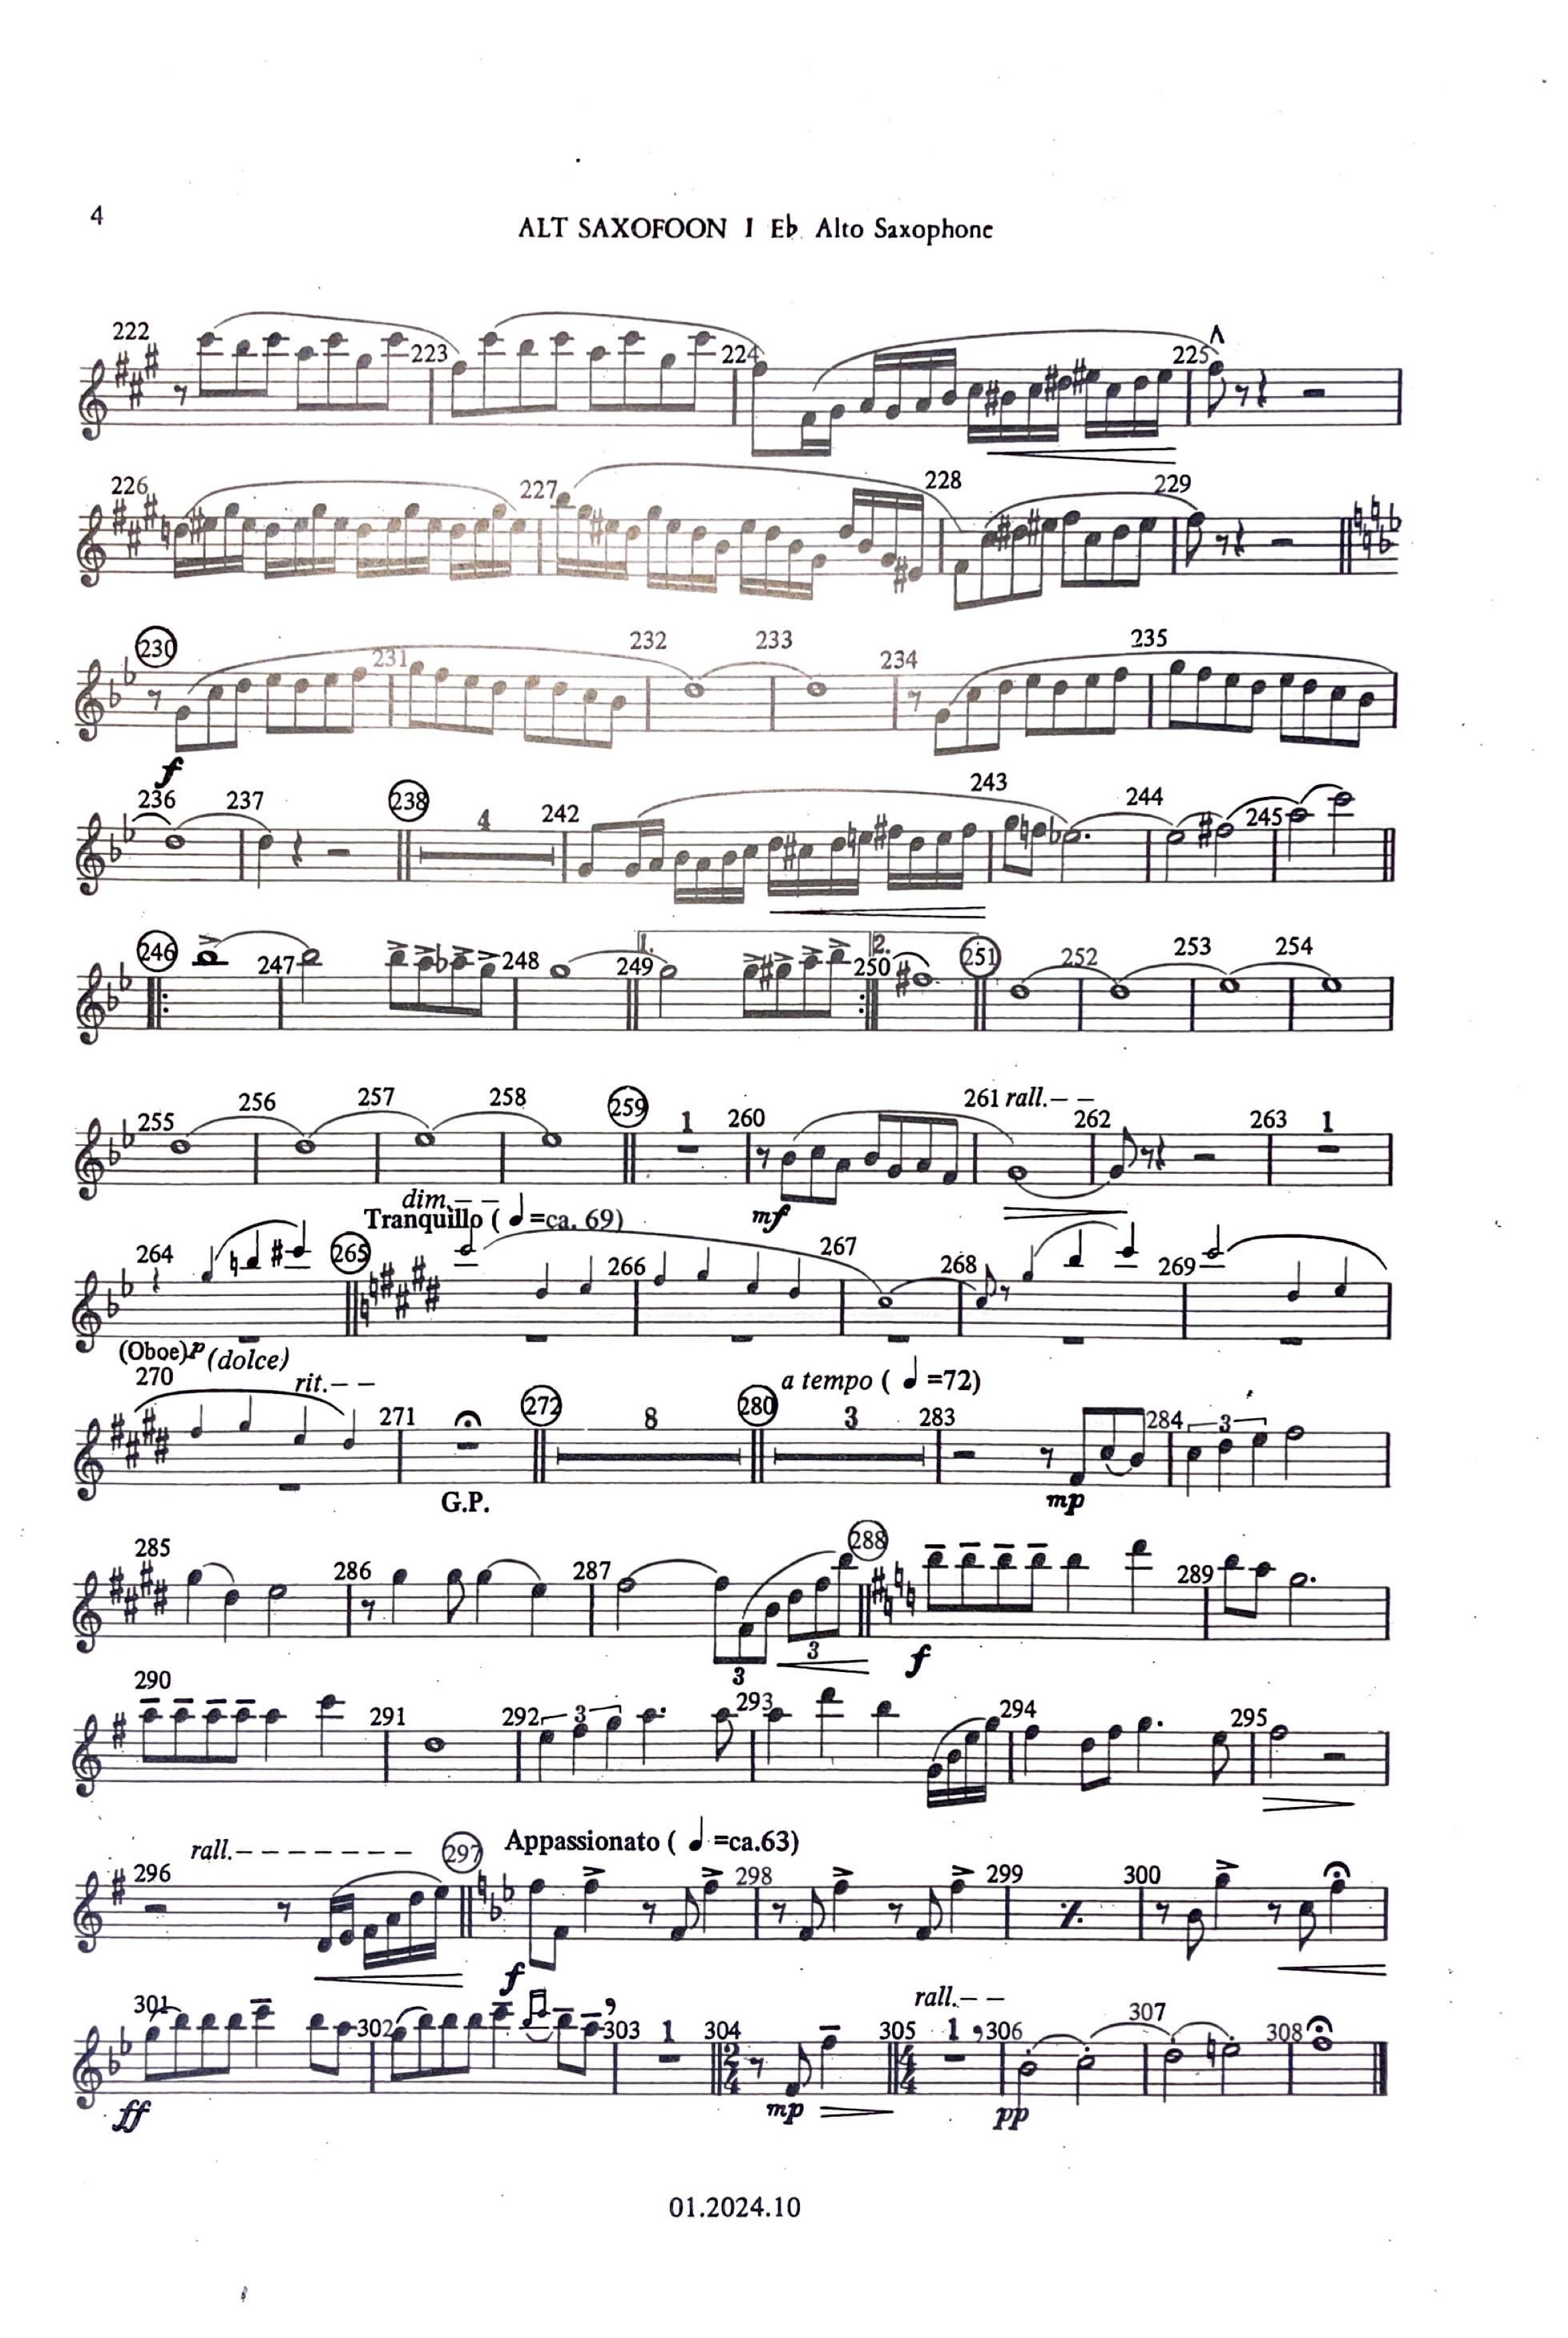 4
ALT SAXOFOON I Eb Alto Saxophone
222 223 224 225
226 227 228 229
230 231 232 233 234 235
f
236 237 238 4 242 243 244 245
246 247 248 249 1. 250 2. 251 252 253 254
255 256 257 258 259 1 260 261 rall. 262 263 1
dim. mf
Tranquillo ( ♩ =ca. 69)
264 265 266 267 268 269
(Oboe) p (dolce)
270 rit. 271 272 8 280 a tempo ( ♩ =72) 3 283 284 3
G.P. mp
285 286 287 288 289
3 3 f
290 291 292 3 293 294 295
296 rall. 297 Appassionato ( ♩ =ca.63) 298 299 300
f
301 302 303 1 304 2/4 305 4/4 rall. 1 306 307 308
ff mp pp
01.2024.10